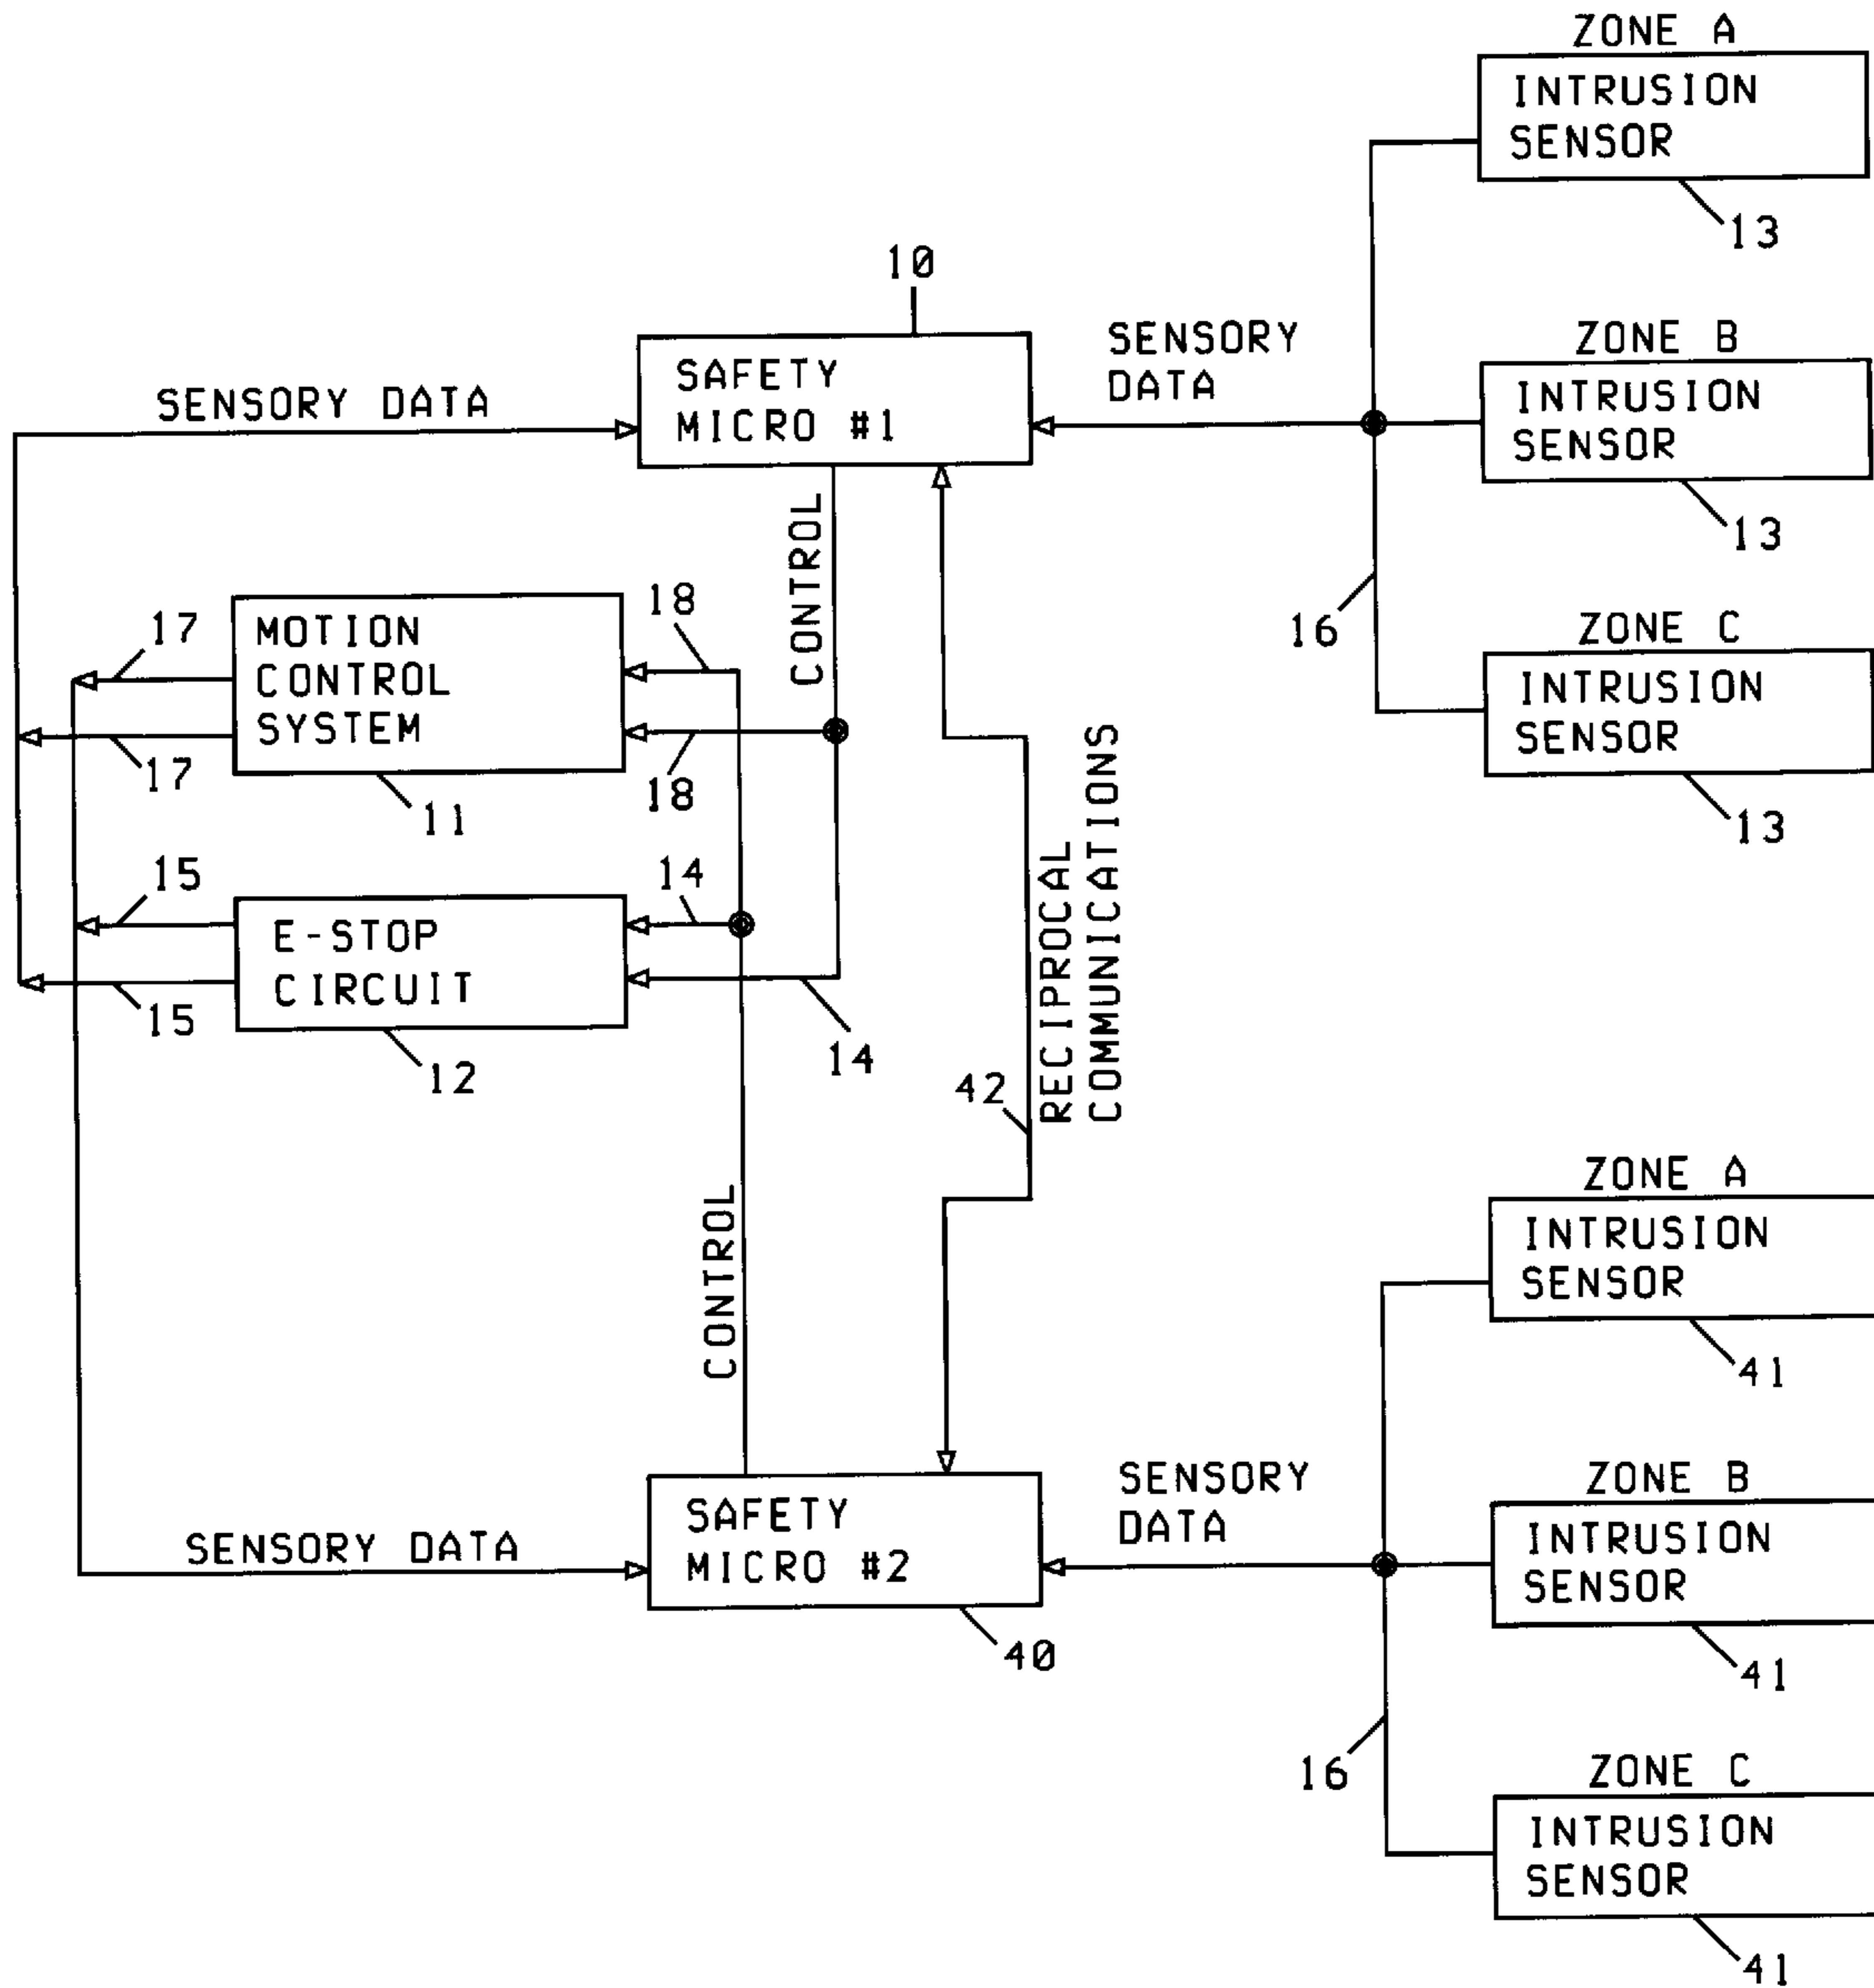 ZONE A
INTRUSION
SENSOR
13
10
SAFETY
MICRO #1
SENSORY
DATA
ZONE B
INTRUSION
SENSOR
13
SENSORY DATA
CONTROL
16
ZONE C
INTRUSION
SENSOR
13
17
MOTION
CONTROL
SYSTEM
18
17
11
18
15
E-STOP
CIRCUIT
14
15
12
14
RECIPROCAL
COMMUNICATIONS
42
CONTROL
ZONE A
INTRUSION
SENSOR
41
SENSORY DATA
SAFETY
MICRO #2
40
SENSORY
DATA
ZONE B
INTRUSION
SENSOR
41
16
ZONE C
INTRUSION
SENSOR
41